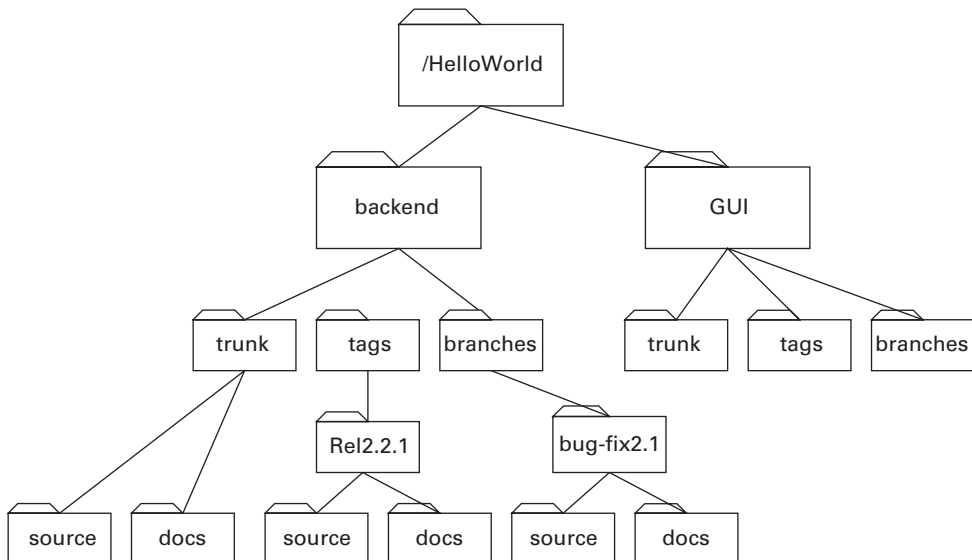 /HelloWorld
backend
GUI
trunk
tags
branches
trunk
tags
branches
Rel2.2.1
bug-fix2.1
source
docs
source
docs
source
docs